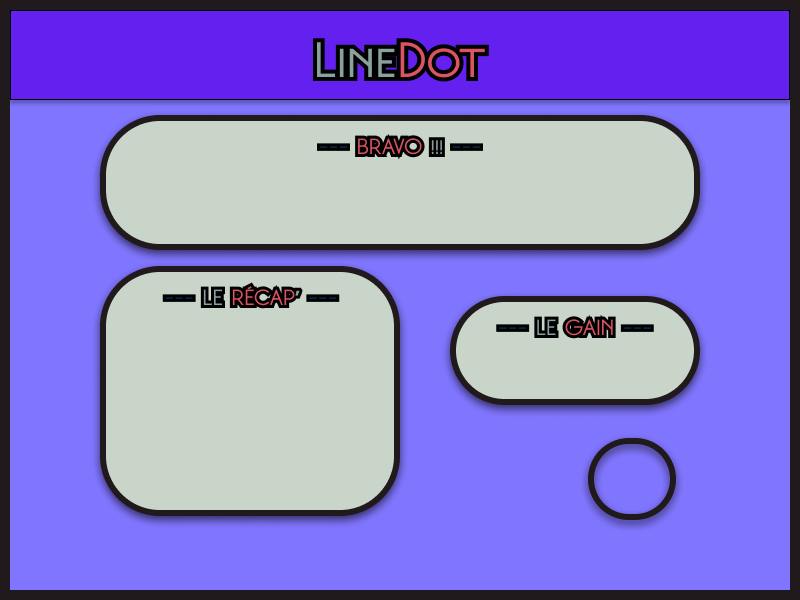 LINEDOT
--- BRAVO !!! ---
--- LE RÉCAP' ---
--- LE GAIN ---